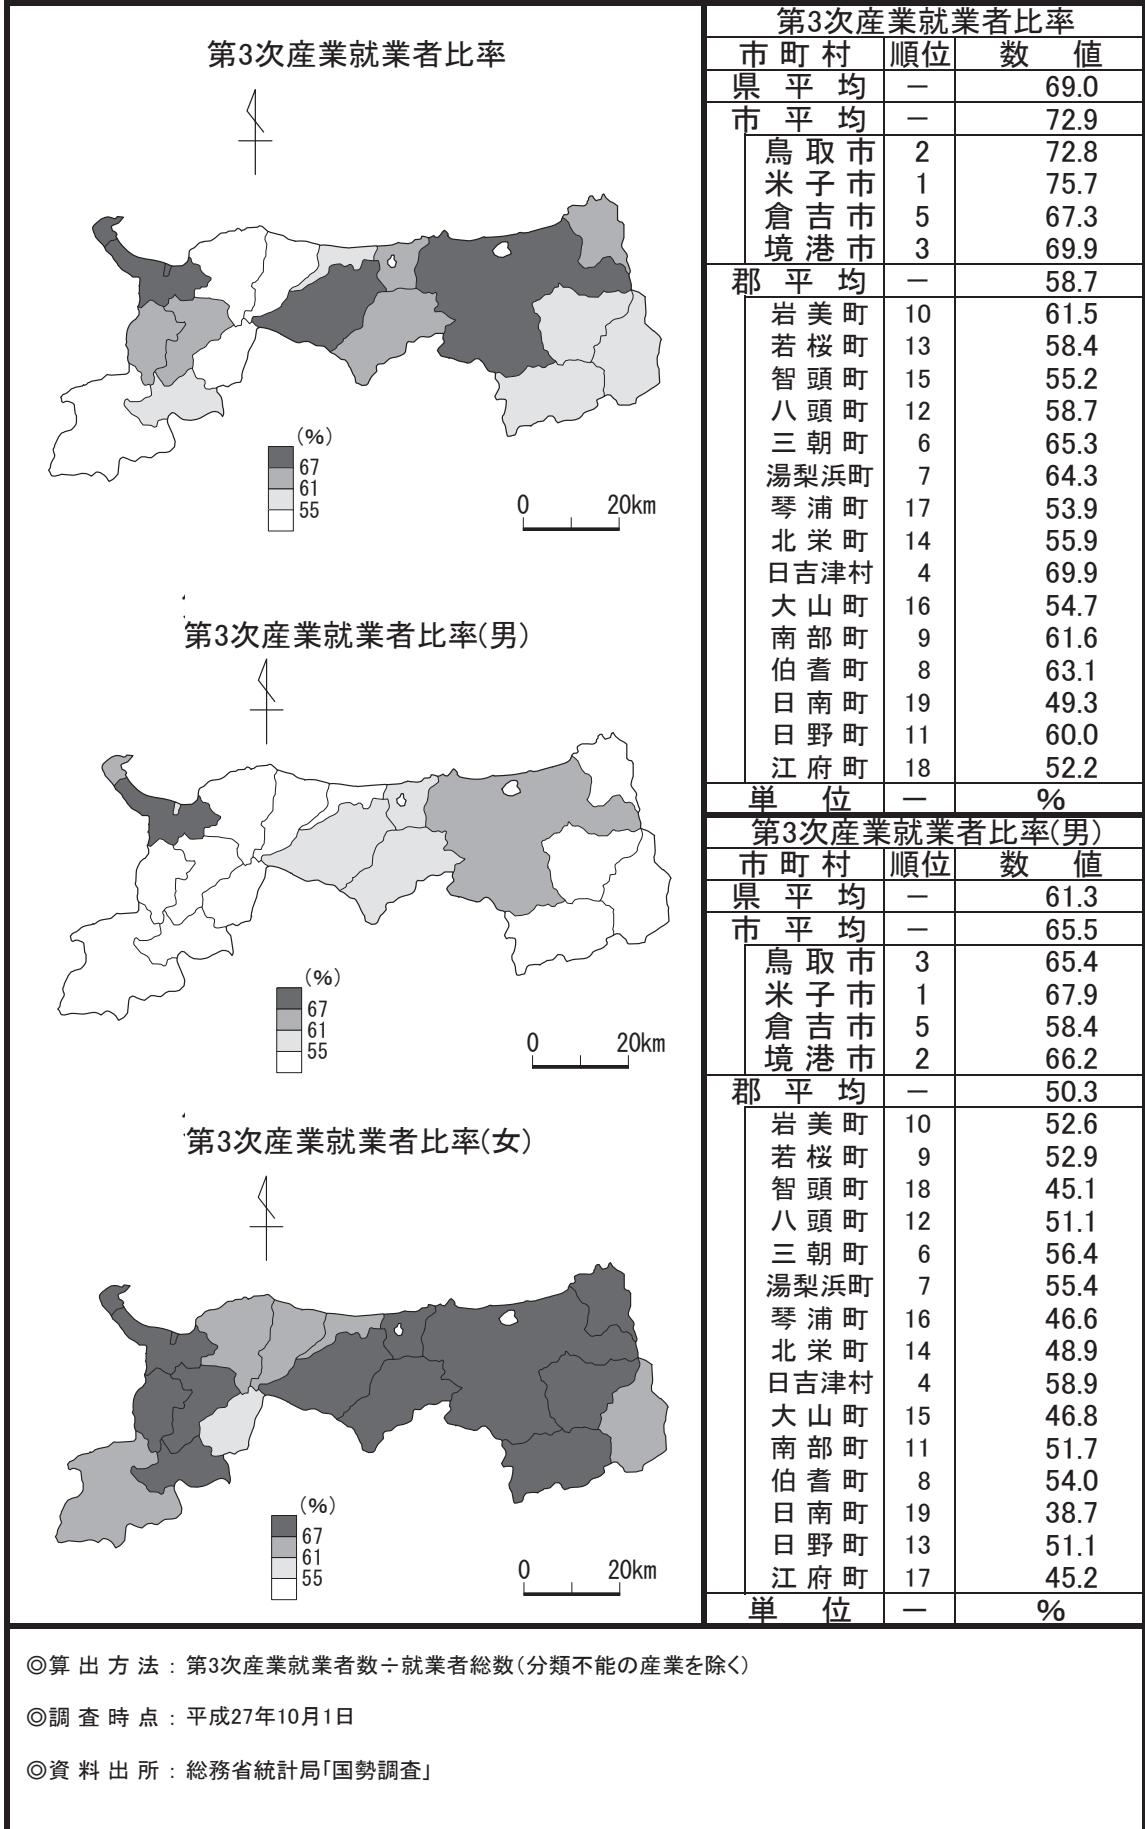 第3次産業就業者比率
(%)
67
61
55
0 20km
第3次産業就業者比率(男)
(%)
67
61
55
0 20km
第3次産業就業者比率(女)
(%)
67
61
55
0 20km
第3次産業就業者比率
市町村 順位 数値
県平均 － 69.0
市平均 － 72.9
鳥取市 2 72.8
米子市 1 75.7
倉吉市 5 67.3
境港市 3 69.9
郡平均 － 58.7
岩美町 10 61.5
若桜町 13 58.4
智頭町 15 55.2
八頭町 12 58.7
三朝町 6 65.3
湯梨浜町 7 64.3
琴浦町 17 53.9
北栄町 14 55.9
日吉津村 4 69.9
大山町 16 54.7
南部町 9 61.6
伯耆町 8 63.1
日南町 19 49.3
日野町 11 60.0
江府町 18 52.2
単位 － %
第3次産業就業者比率(男)
市町村 順位 数値
県平均 － 61.3
市平均 － 65.5
鳥取市 3 65.4
米子市 1 67.9
倉吉市 5 58.4
境港市 2 66.2
郡平均 － 50.3
岩美町 10 52.6
若桜町 9 52.9
智頭町 18 45.1
八頭町 12 51.1
三朝町 6 56.4
湯梨浜町 7 55.4
琴浦町 16 46.6
北栄町 14 48.9
日吉津村 4 58.9
大山町 15 46.8
南部町 11 51.7
伯耆町 8 54.0
日南町 19 38.7
日野町 13 51.1
江府町 17 45.2
単位 － %
◎算出方法：第3次産業就業者数÷就業者総数(分類不能の産業を除く)
◎調査時点：平成27年10月1日
◎資料出所：総務省統計局「国勢調査」